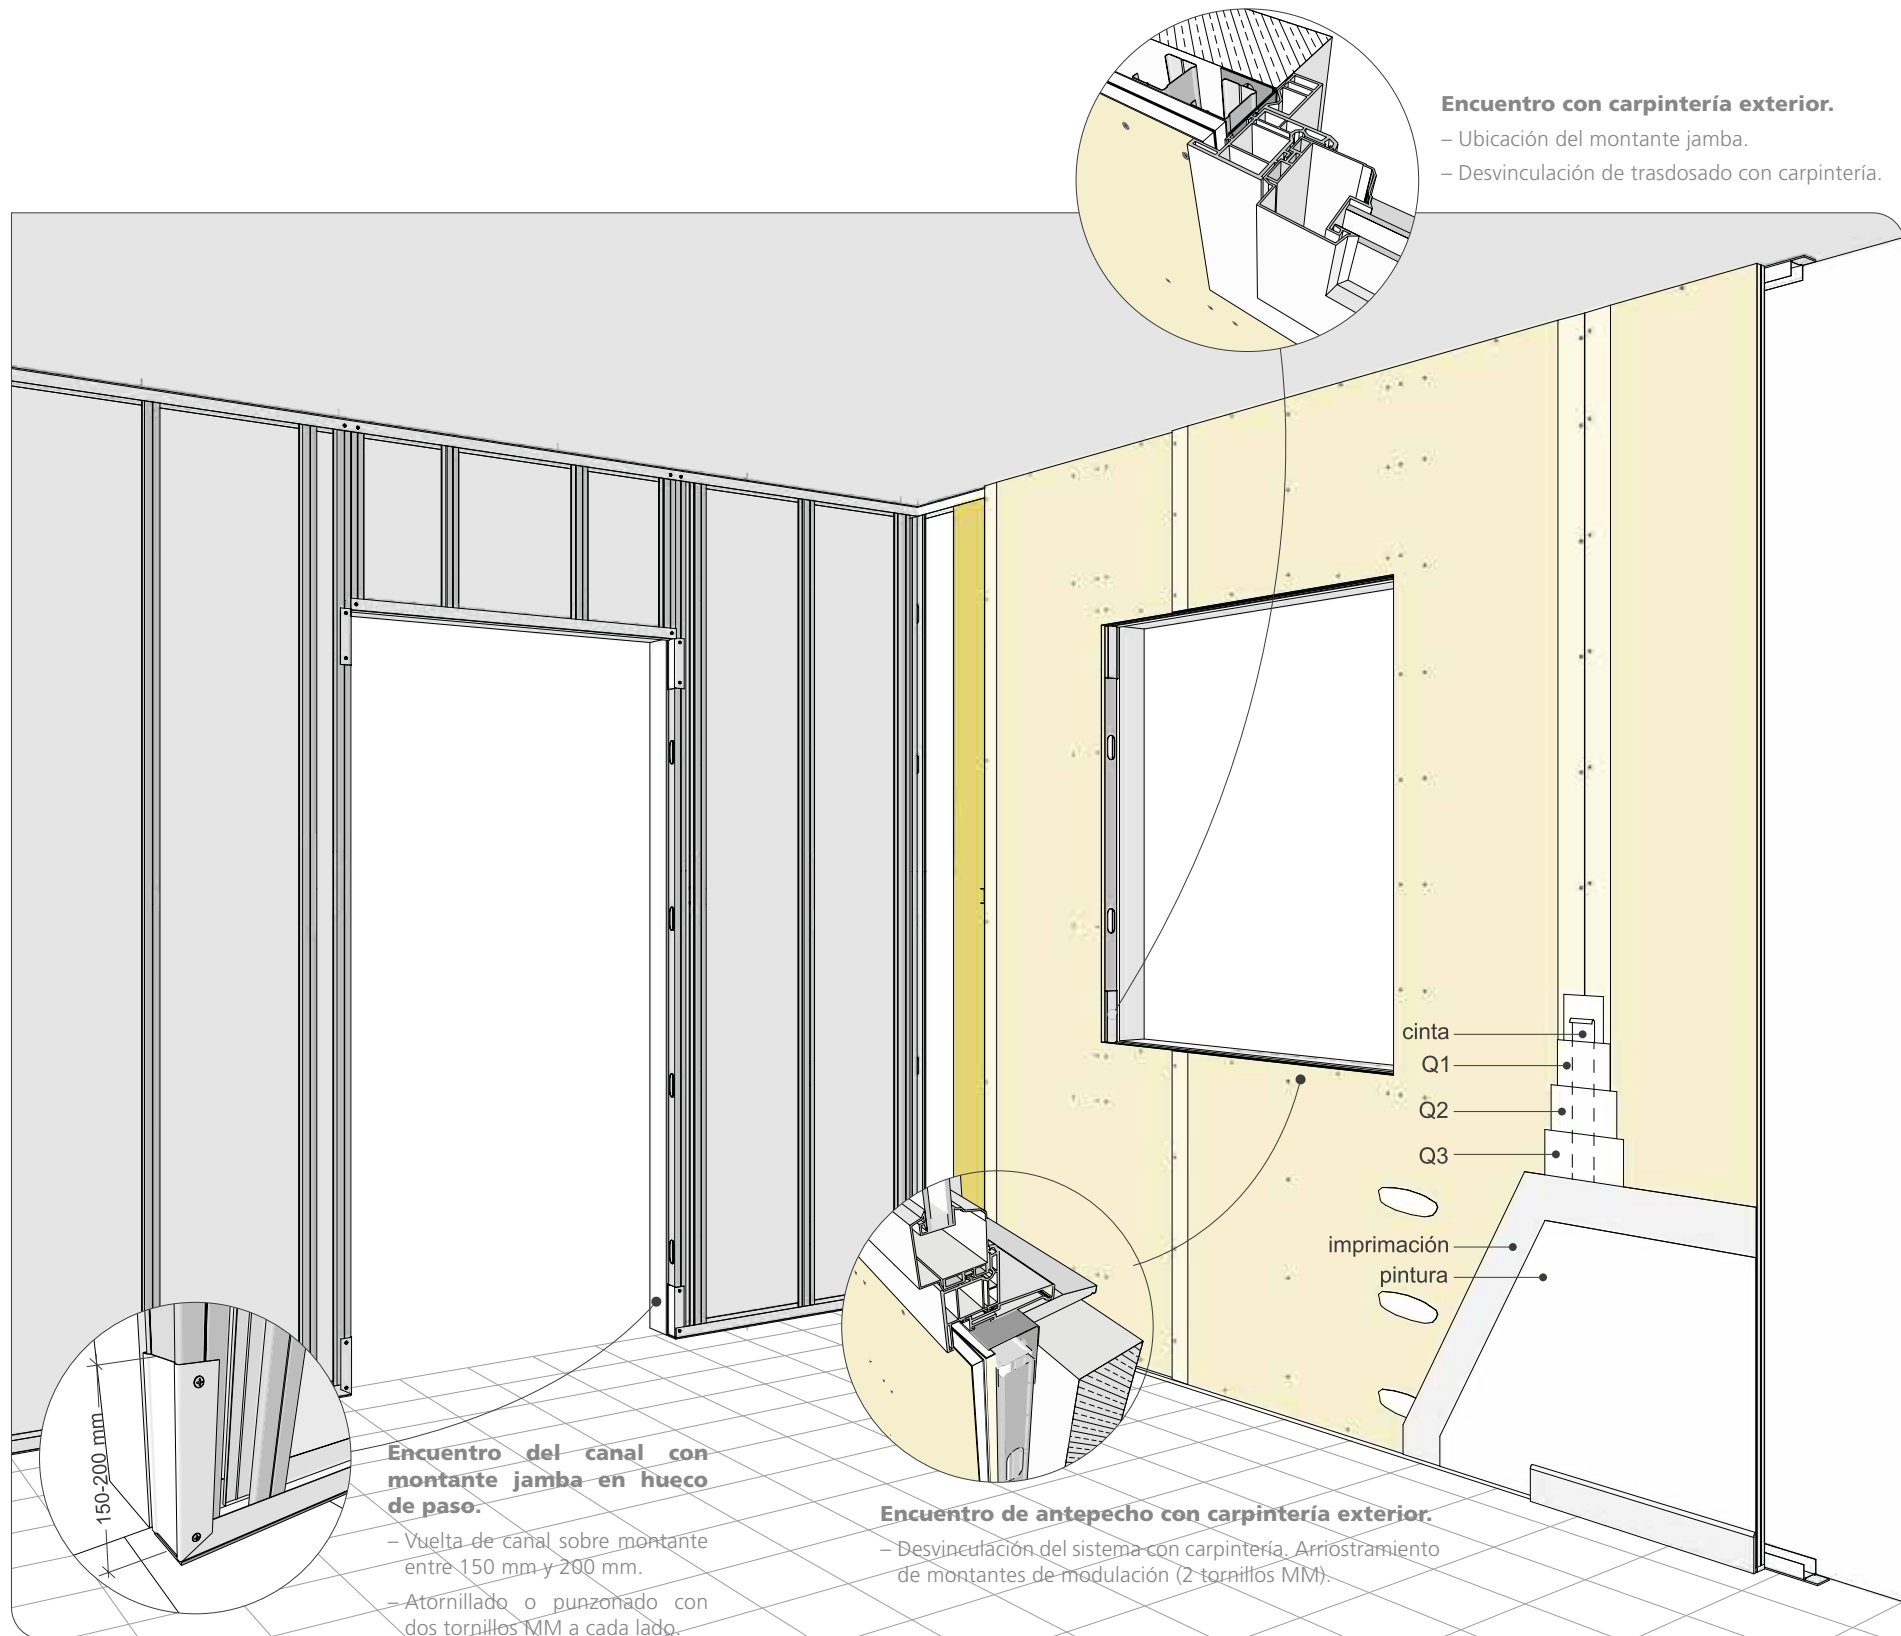 Encuentro con carpintería exterior.
– Ubicación del montante jamba.
– Desvinculación de trasdosado con carpintería.
cinta
Q1
Q2
Q3
imprimación
pintura
150-200 mm
Encuentro del canal con
montante jamba en hueco
de paso.
– Vuelta de canal sobre montante
entre 150 mm y 200 mm.
– Atornillado o punzonado con
dos tornillos MM a cada lado.
Encuentro de antepecho con carpintería exterior.
– Desvinculación del sistema con carpintería. Arriostramiento
de montantes de modulación (2 tornillos MM).